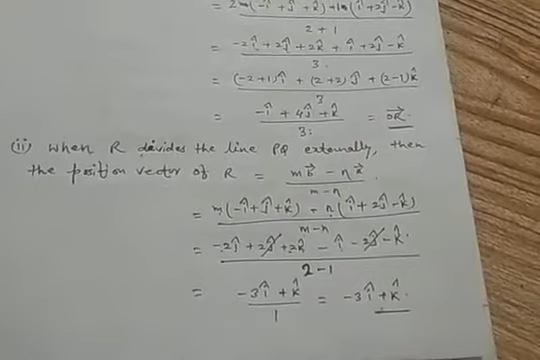 = 2m(-î + ĵ + k̂) + 1n(î + 2ĵ - k̂) / 2 + 1
= -2î + 2ĵ + 2k̂ + î + 2ĵ - k̂ / 3.
= (-2+1)î + (2+2)ĵ + (2-1)k̂ / 3
= -î + 4ĵ + k̂ / 3. = OR⃗.
(ii) When R divides the line PQ externally, then
the position vector of R = m b⃗ - n a⃗ / m - n .
= m(-î + ĵ + k̂) - n(î + 2ĵ - k̂) / m - n
= -2î + 2ĵ + 2k̂ - î - 2ĵ - k̂ / 2 - 1
= -3î + k̂ / 1 = -3î + k̂.